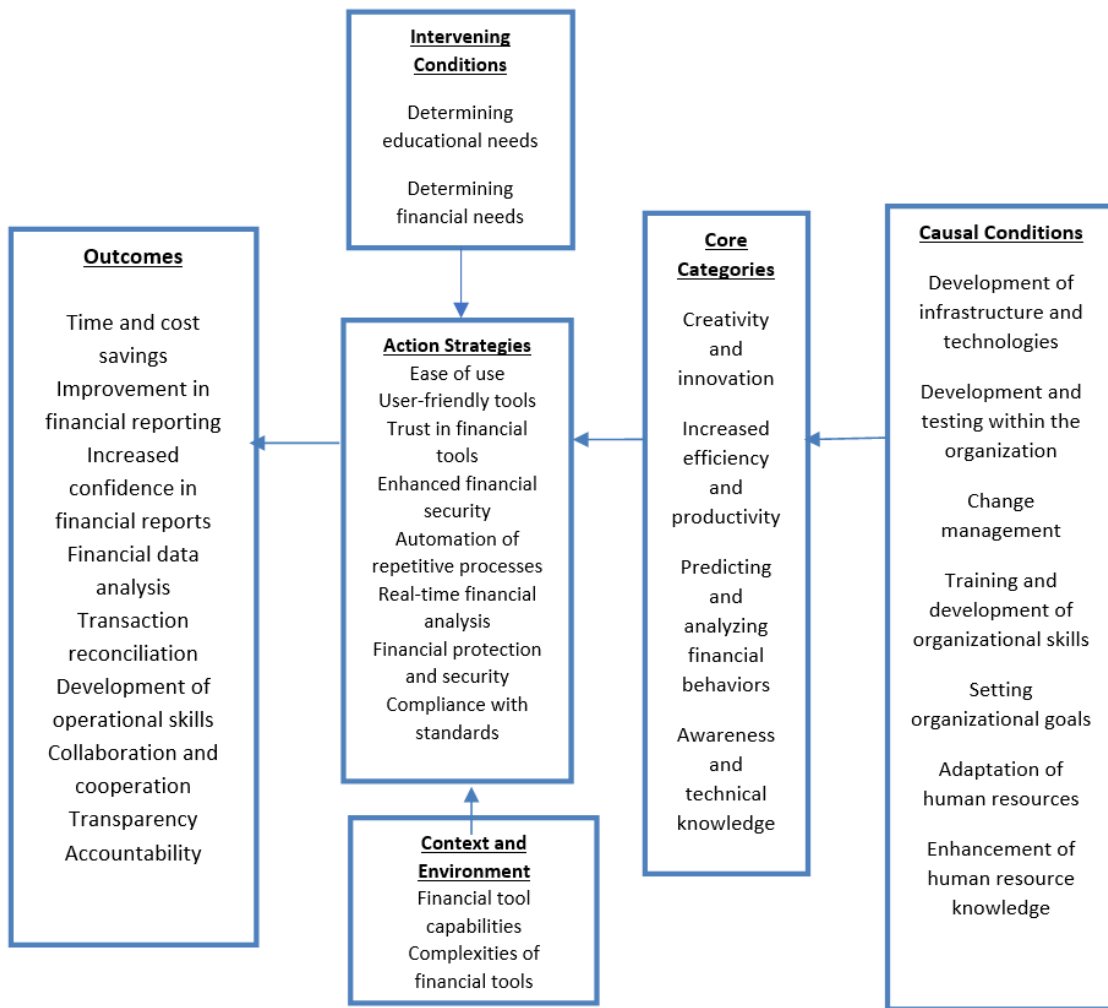 Intervening
Conditions
Determining
educational needs
Determining
financial needs
Outcomes
Time and cost
savings
Improvement in
financial reporting
Increased
confidence in
financial reports
Financial data
analysis
Transaction
reconciliation
Development of
operational skills
Collaboration and
cooperation
Transparency
Accountability
Action Strategies
Ease of use
User-friendly tools
Trust in financial
tools
Enhanced financial
security
Automation of
repetitive processes
Real-time financial
analysis
Financial protection
and security
Compliance with
standards
Context and
Environment
Financial tool
capabilities
Complexities of
financial tools
Core
Categories
Creativity
and
innovation
Increased
efficiency
and
productivity
Predicting
and
analyzing
financial
behaviors
Awareness
and
technical
knowledge
Causal Conditions
Development of
infrastructure and
technologies
Development and
testing within the
organization
Change
management
Training and
development of
organizational skills
Setting
organizational goals
Adaptation of
human resources
Enhancement of
human resource
knowledge